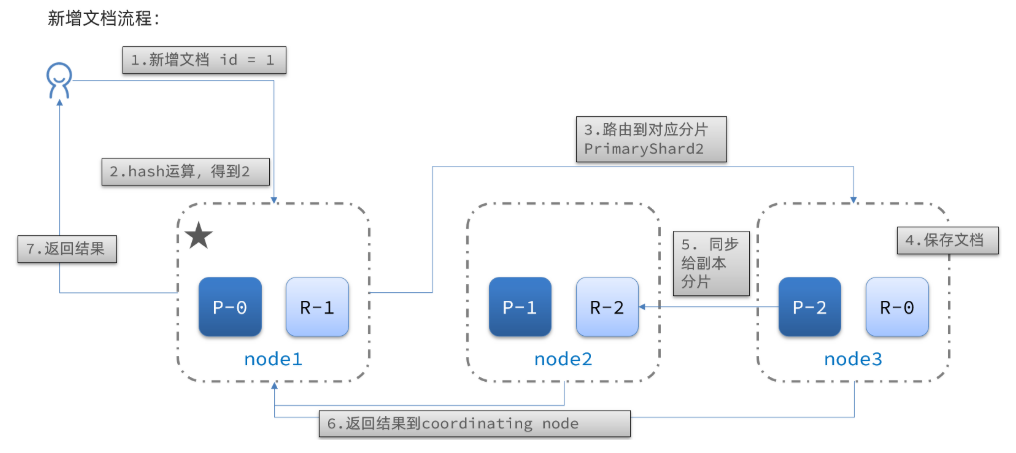 新增文档流程：
1.新增文档 id = 1
2.hash运算，得到2
3.路由到对应分片
PrimaryShard2
4.保存文档
5. 同步
给副本
分片
7.返回结果
P-0
R-1
node1
P-1
R-2
node2
P-2
R-0
node3
6.返回结果到coordinating node